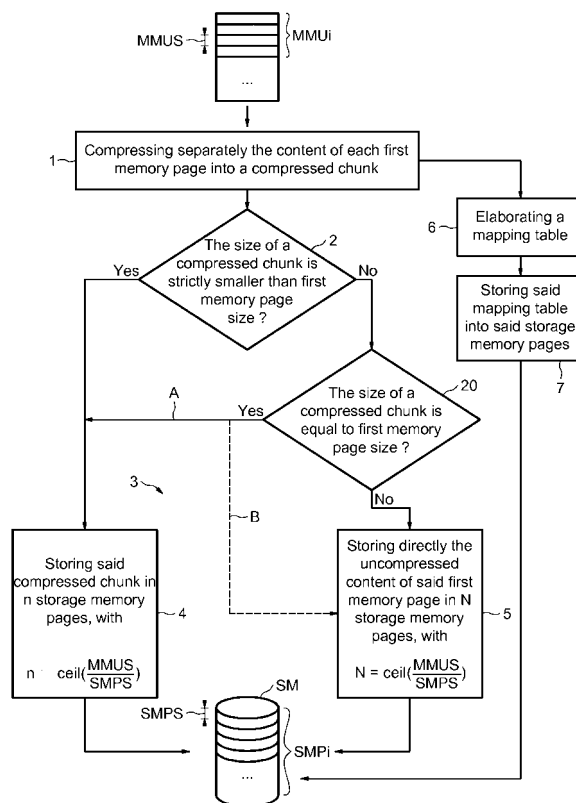 MMUS
MMUi
...
1
Compressing separately the content of each first
memory page into a compressed chunk
2
The size of a
compressed chunk is
strictly smaller than first
memory page
size ?
Yes
No
6
Elaborating a
mapping table
Storing said
mapping table
into said storage
memory pages
7
20
The size of a
compressed chunk is
equal to first memory
page size ?
Yes
No
A
B
3
Storing said
compressed chunk in
n storage memory
pages, with
n = ceil(MMUS/SMPS)
4
Storing directly the
uncompressed
content of said first
memory page in N
storage memory
pages, with
N = ceil(MMUS/SMPS)
5
SM
SMPS
SMPi
...